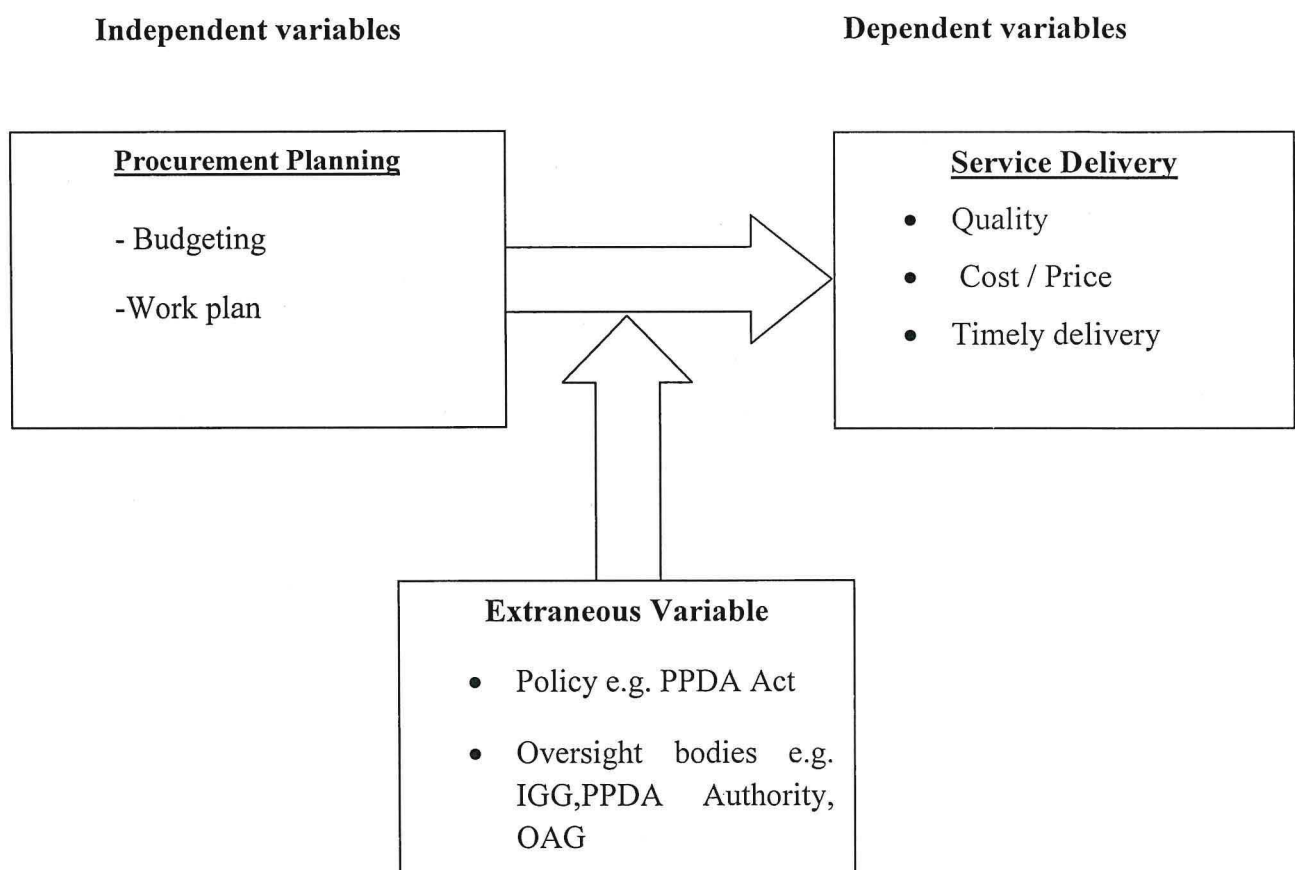 Independent variables
Dependent variables
Procurement Planning
- Budgeting
-Work plan
Service Delivery
• Quality
• Cost / Price
• Timely delivery
Extraneous Variable
• Policy e.g. PPDA Act
• Oversight bodies e.g.
IGG,PPDA Authority,
OAG